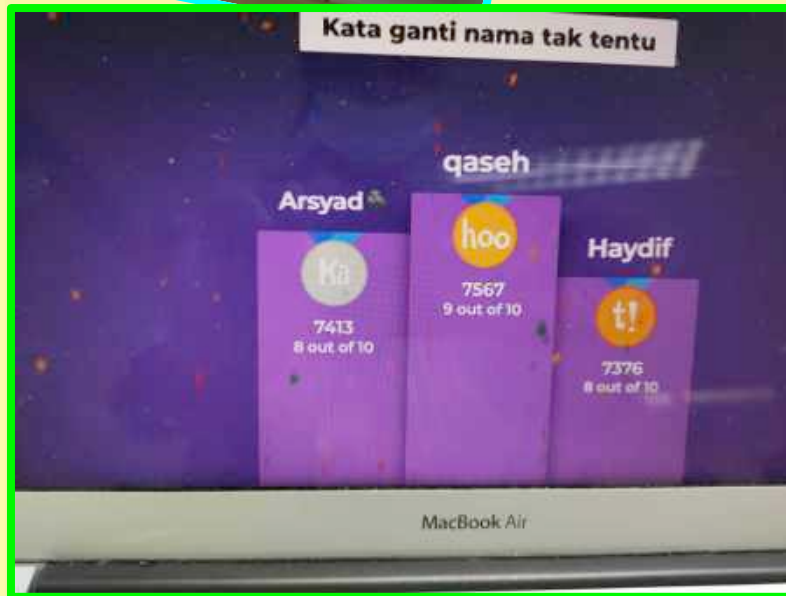 Kata ganti nama tak tentu
qaseh
Arsyad
Haydif
Ka
hoo
t!
7413
8 out of 10
7567
9 out of 10
7376
8 out of 10
MacBook Air